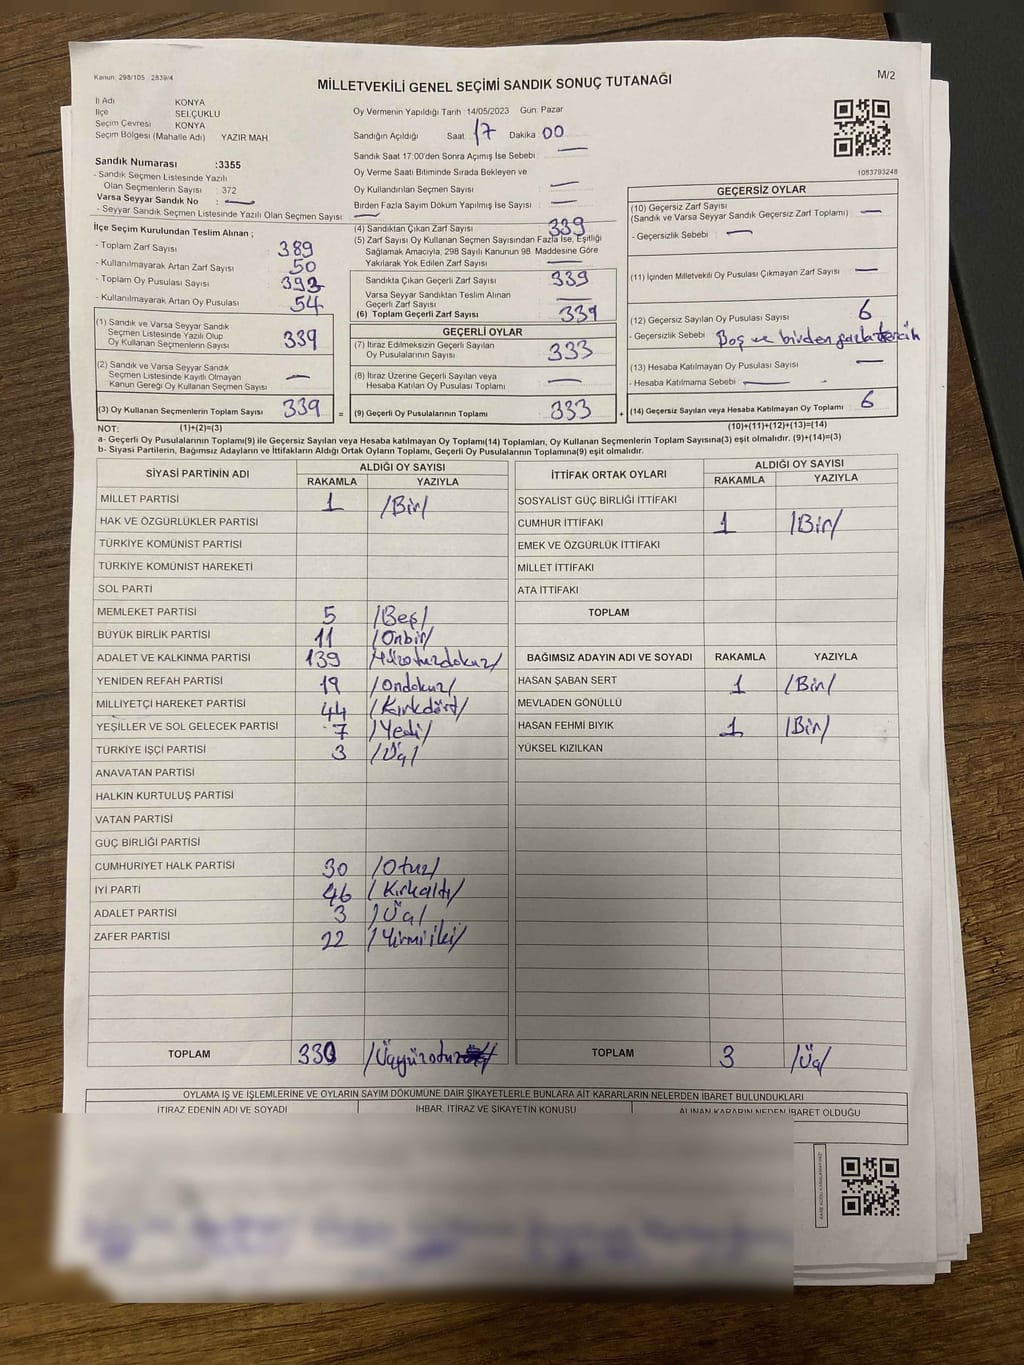 Kanun: 298/105 : 2839/4
MİLLETVEKİLİ GENEL SEÇİMİ SANDIK SONUÇ TUTANAĞI
M/2
İl Adı KONYA
İlçe SELÇUKLU
Seçim Çevresi KONYA
Seçim Bölgesi (Mahalle Adı) YAZIR MAH
Sandık Numarası :3355
- Sandık Seçmen Listesinde Yazılı
Olan Seçmenlerin Sayısı : 372
Varsa Seyyar Sandık No :
- Seyyar Sandık Seçmen Listesinde Yazılı Olan Seçmen Sayısı :
Oy Vermenin Yapıldığı Tarih :14/05/2023 Gün: Pazar
Sandığın Açıldığı Saat 17 Dakika 00
Sandık Saat 17:00'den Sonra Açımış İse Sebebi :
Oy Verme Saati Bitiminde Sırada Bekleyen ve
Oy Kullandırılan Seçmen Sayısı :
Birden Fazla Sayım Döküm Yapılmış İse Sayısı :
1083793248
İlçe Seçim Kurulundan Teslim Alınan ;
- Toplam Zarf Sayısı 389
- Kullanılmayarak Artan Zarf Sayısı 50
- Toplam Oy Pusulası Sayısı 393
- Kullanılmayarak Artan Oy Pusulası 54
(4) Sandıktan Çıkan Zarf Sayısı 339
(5) Zarf Sayısı Oy Kullanan Seçmen Sayısından Fazla İse, Eşitliği
Sağlamak Amacıyla, 298 Sayılı Kanunun 98. Maddesine Göre
Yakılarak Yok Edilen Zarf Sayısı
Sandıkta Çıkan Geçerli Zarf Sayısı 339
Varsa Seyyar Sandıktan Teslim Alınan
Geçerli Zarf Sayısı
(6) Toplam Geçerli Zarf Sayısı 339
GEÇERSİZ OYLAR
(10) Geçersiz Zarf Sayısı
(Sandık ve Varsa Seyyar Sandık Geçersiz Zarf Toplamı)
- Geçersizlik Sebebi :
(11) İçinden Milletvekili Oy Pusulası Çıkmayan Zarf Sayısı
(12) Geçersiz Sayılan Oy Pusulası Sayısı 6
- Geçersizlik Sebebi : Boş ve birden fazla tercih
(13) Hesaba Katılmayan Oy Pusulası Sayısı
- Hesaba Katılmama Sebebi :
(14) Geçersiz Sayılan veya Hesaba Katılmayan Oy Toplamı 6
(1) Sandık ve Varsa Seyyar Sandık
Seçmen Listesinde Yazılı Olup
Oy Kullanan Seçmenlerin Sayısı 339
(2) Sandık ve Varsa Seyyar Sandık
Seçmen Listesinde Kayıtlı Olmayan
Kanun Gereği Oy Kullanan Seçmen Sayısı
(3) Oy Kullanan Seçmenlerin Toplam Sayısı 339 =
GEÇERLİ OYLAR
(7) İtiraz Edilmeksizin Geçerli Sayılan
Oy Pusulalarının Sayısı 333
(8) İtiraz Üzerine Geçerli Sayılan veya
Hesaba Katılan Oy Pusulası Toplamı
(9) Geçerli Oy Pusulalarının Toplamı 333 +
NOT: (1)+(2)=(3) (10)+(11)+(12)+(13)=(14)
a- Geçerli Oy Pusulalarının Toplamı(9) ile Geçersiz Sayılan veya Hesaba katılmayan Oy Toplamı(14) Toplamları, Oy Kullanan Seçmenlerin Toplam Sayısına(3) eşit olmalıdır. (9)+(14)=(3)
b- Siyasi Partilerin, Bağımsız Adayların ve İttifakların Aldığı Ortak Oyların Toplamı, Geçerli Oy Pusulalarının Toplamına(9) eşit olmalıdır.
SİYASİ PARTİNİN ADI ALDIĞI OY SAYISI
RAKAMLA YAZIYLA
MİLLET PARTİSİ 1 /Bir/
HAK VE ÖZGÜRLÜKLER PARTİSİ
TÜRKİYE KOMÜNİST PARTİSİ
TÜRKİYE KOMÜNİST HAREKETİ
SOL PARTİ
MEMLEKET PARTİSİ 5 /Beş/
BÜYÜK BİRLİK PARTİSİ 11 /Onbir/
ADALET VE KALKINMA PARTİSİ 139 /Yüzotuzdokuz/
YENİDEN REFAH PARTİSİ 19 /Ondokuz/
MİLLİYETÇİ HAREKET PARTİSİ 44 /Kırkdört/
YEŞİLLER VE SOL GELECEK PARTİSİ 7 /Yedi/
TÜRKİYE İŞÇİ PARTİSİ 3 /Üç/
ANAVATAN PARTİSİ
HALKIN KURTULUŞ PARTİSİ
VATAN PARTİSİ
GÜÇ BİRLİĞİ PARTİSİ
CUMHURİYET HALK PARTİSİ 30 /Otuz/
İYİ PARTİ 46 /Kırkaltı/
ADALET PARTİSİ 3 /Üç/
ZAFER PARTİSİ 22 /Yirmiiki/
TOPLAM 330 /Üçyüzotuz
İTTİFAK ORTAK OYLARI ALDIĞI OY SAYISI
RAKAMLA YAZIYLA
SOSYALİST GÜÇ BİRLİĞİ İTTİFAKI
CUMHUR İTTİFAKI 1 /Bir/
EMEK VE ÖZGÜRLÜK İTTİFAKI
MİLLET İTTİFAKI
ATA İTTİFAKI
TOPLAM
BAĞIMSIZ ADAYIN ADI VE SOYADI RAKAMLA YAZIYLA
HASAN ŞABAN SERT 1 /Bir/
MEVLADEN GÖNÜLLÜ
HASAN FEHMİ BIYIK 1 /Bir/
YÜKSEL KIZILKAN
TOPLAM 3 /Üç/
OYLAMA İŞ VE İŞLEMLERİNE VE OYLARIN SAYIM DÖKÜMÜNE DAİR ŞİKAYETLERLE BUNLARA AİT KARARLARIN NELERDEN İBARET BULUNDUKLARI
İTİRAZ EDENİN ADI VE SOYADI İHBAR, İTİRAZ VE ŞİKAYETİN KONUSU ALINAN KARARIN NEDEN İBARET OLDUĞU